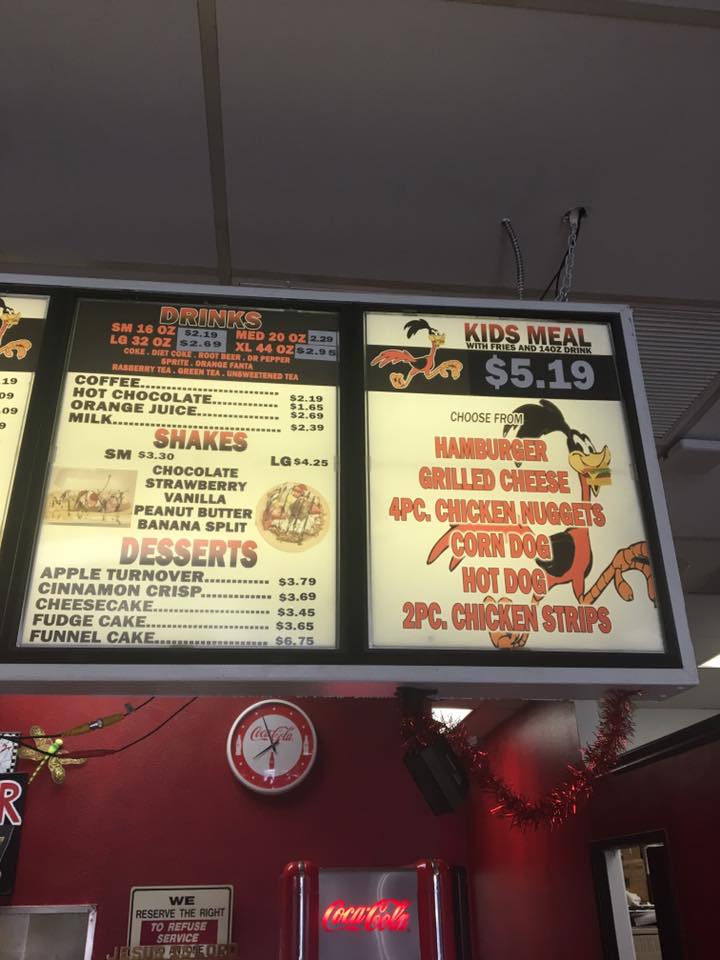 19
09
.09
9
DRINKS
SM 16 OZ $2.19 MED 20 OZ 2.29
LG 32 OZ $2.69 XL 44 OZ $2.95
COKE . DIET COKE . ROOT BEER . DR PEPPER
SPRITE . ORANGE FANTA
RASBERRY TEA . GREEN TEA . UNSWEETENED TEA
COFFEE
HOT CHOCOLATE $2.19
ORANGE JUICE $1.65
MILK $2.69
$2.39
SHAKES
SM $3.30 LG $4.25
CHOCOLATE
STRAWBERRY
VANILLA
PEANUT BUTTER
BANANA SPLIT
DESSERTS
APPLE TURNOVER $3.79
CINNAMON CRISP $3.69
CHEESECAKE $3.45
FUDGE CAKE $3.65
FUNNEL CAKE $6.75
KIDS MEAL
WITH FRIES AND 14OZ DRINK
$5.19
CHOOSE FROM
HAMBURGER
GRILLED CHEESE
4PC. CHICKEN NUGGETS
CORN DOG
HOT DOG
2PC. CHICKEN STRIPS
Coca-Cola
R
WE
RESERVE THE RIGHT
TO REFUSE
SERVICE
JESUS LORD
Coca-Cola